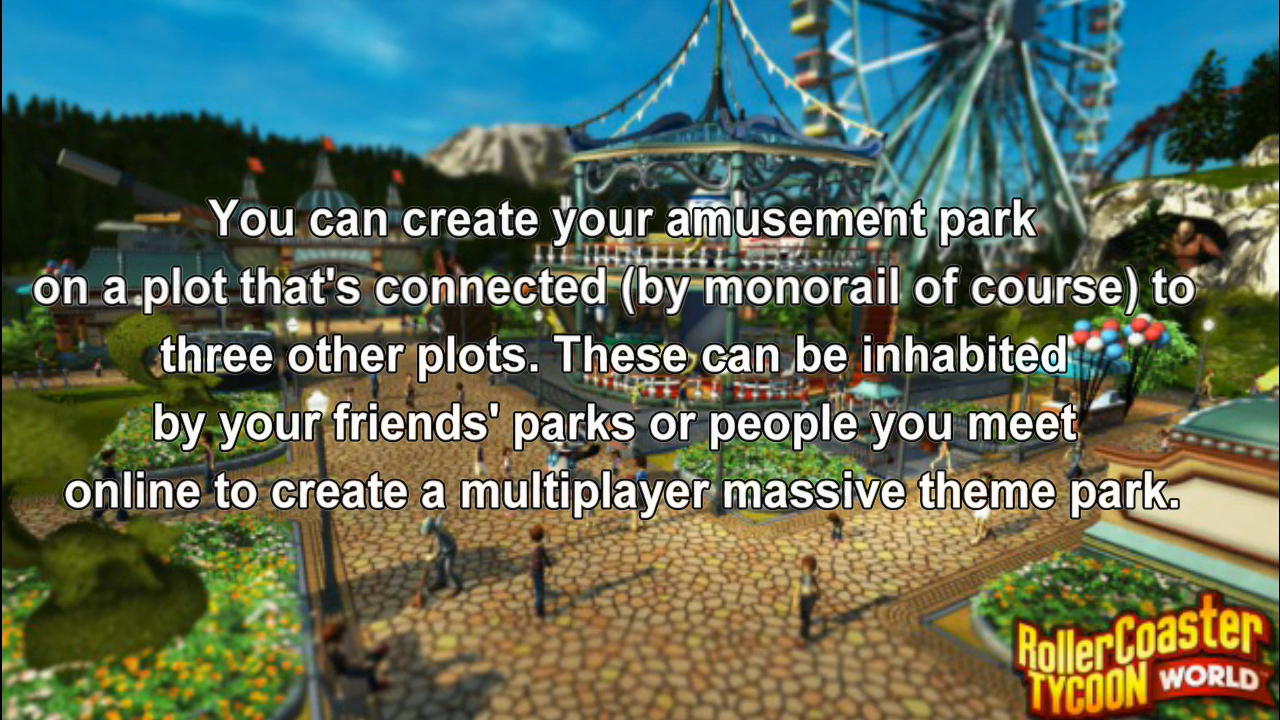 You can create your amusement park
on a plot that's connected (by monorail of course) to
three other plots. These can be inhabited
by your friends' parks or people you meet
online to create a multiplayer massive theme park.
RollerCoaster
TYCOON WORLD